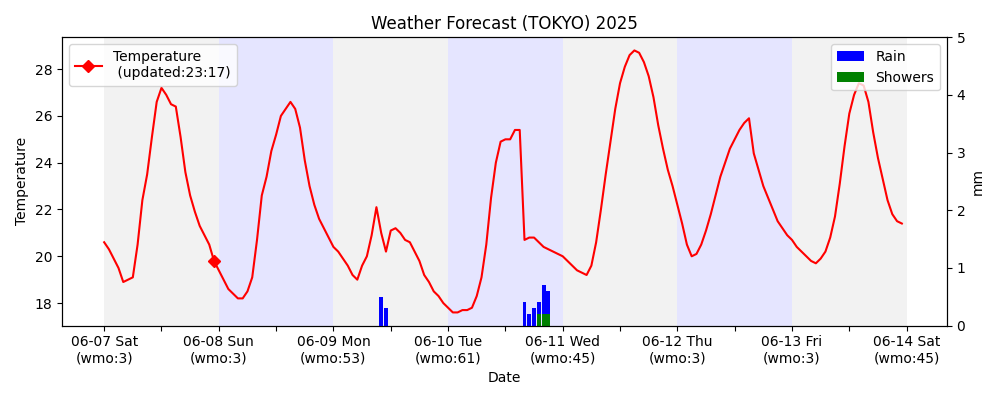 Weather Forecast (TOKYO) 2025
Temperature
(updated:23:17)
Rain
Showers
Temperature
28
26
24
22
20
18
5
4
3
2
1
0
mm
06-07 Sat 06-08 Sun 06-09 Mon 06-10 Tue 06-11 Wed 06-12 Thu 06-13 Fri 06-14 Sat
(wmo:3) (wmo:3) (wmo:53) (wmo:61) (wmo:45) (wmo:3) (wmo:3) (wmo:45)
Date